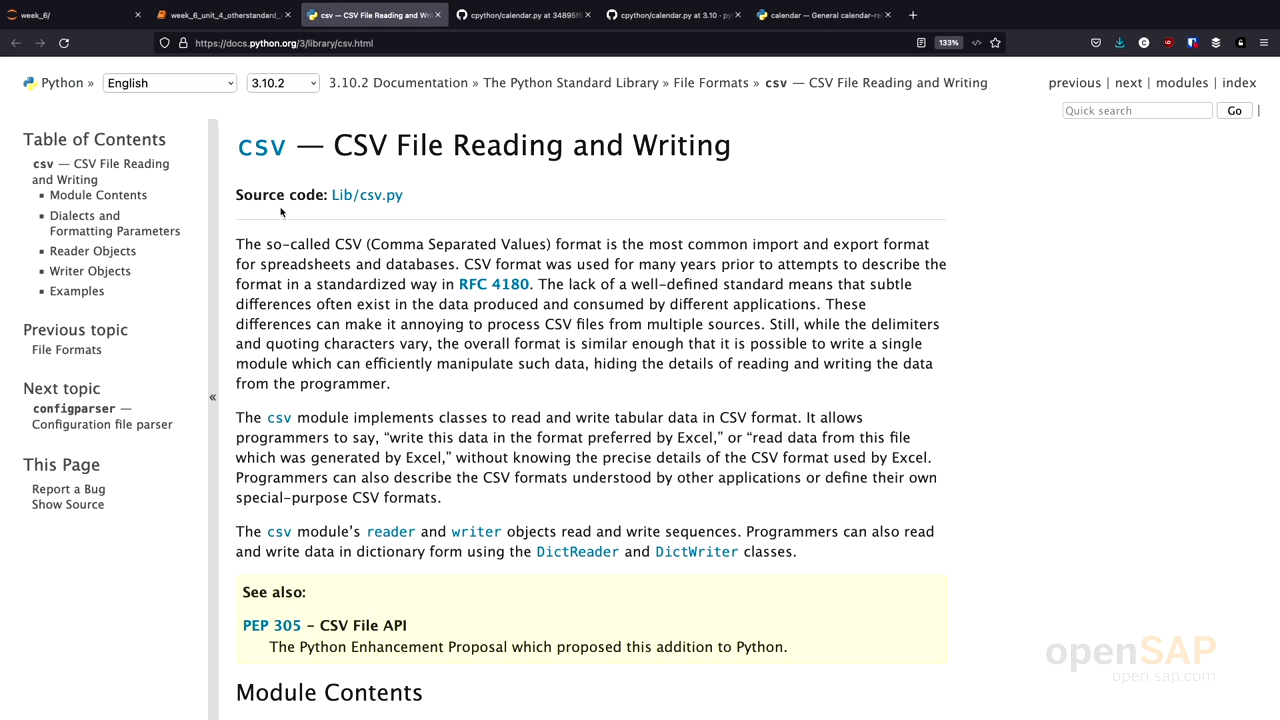 week_6/
week_6_unit_4_otherstandard_
csv — CSV File Reading and Wri
cpython/calendar.py at 34895f6
cpython/calendar.py at 3.10 · py
calendar — General calendar-re
https://docs.python.org/3/library/csv.html
133%
Python »
English
3.10.2
3.10.2 Documentation » The Python Standard Library » File Formats » csv — CSV File Reading and Writing
previous | next | modules | index
Quick search
Go
|
Table of Contents
csv — CSV File Reading
and Writing
Module Contents
Dialects and
Formatting Parameters
Reader Objects
Writer Objects
Examples
Previous topic
File Formats
Next topic
configparser —
Configuration file parser
This Page
Report a Bug
Show Source
«
csv — CSV File Reading and Writing
Source code: Lib/csv.py
The so-called CSV (Comma Separated Values) format is the most common import and export format
for spreadsheets and databases. CSV format was used for many years prior to attempts to describe the
format in a standardized way in RFC 4180. The lack of a well-defined standard means that subtle
differences often exist in the data produced and consumed by different applications. These
differences can make it annoying to process CSV files from multiple sources. Still, while the delimiters
and quoting characters vary, the overall format is similar enough that it is possible to write a single
module which can efficiently manipulate such data, hiding the details of reading and writing the data
from the programmer.
The csv module implements classes to read and write tabular data in CSV format. It allows
programmers to say, “write this data in the format preferred by Excel,” or “read data from this file
which was generated by Excel,” without knowing the precise details of the CSV format used by Excel.
Programmers can also describe the CSV formats understood by other applications or define their own
special-purpose CSV formats.
The csv module’s reader and writer objects read and write sequences. Programmers can also read
and write data in dictionary form using the DictReader and DictWriter classes.
See also:
PEP 305 - CSV File API
The Python Enhancement Proposal which proposed this addition to Python.
Module Contents
openSAP
open.sap.com